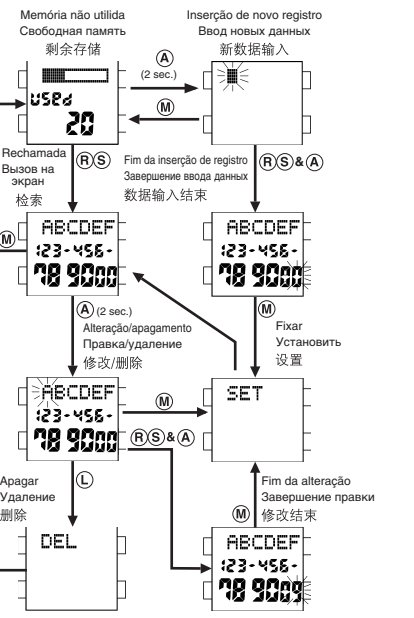 Memória não utilida
Свободная память
剩余存储
Inserção de novo registro
Ввод новых данных
新数据输入
USEd
20
A
(2 sec.)
M
Rechamada
Вызов на
экран
检索
R S
Fim da inserção de registro
Завершение ввода данных
数据输入结束
R S & A
M
ABCDEF
123-456-
78 9000
ABCDEF
123-456-
78 9000
A (2 sec.)
Alteração/apagamento
Правка/удаление
修改/删除
M
Fixar
Установить
设置
ABCDEF
123-456-
78 9000
M
R S & A
SET
Apagar
Удаление
删除
L
Fim da alteração
Завершение правки
修改结束
M
DEL
ABCDEF
123-456-
78 9009